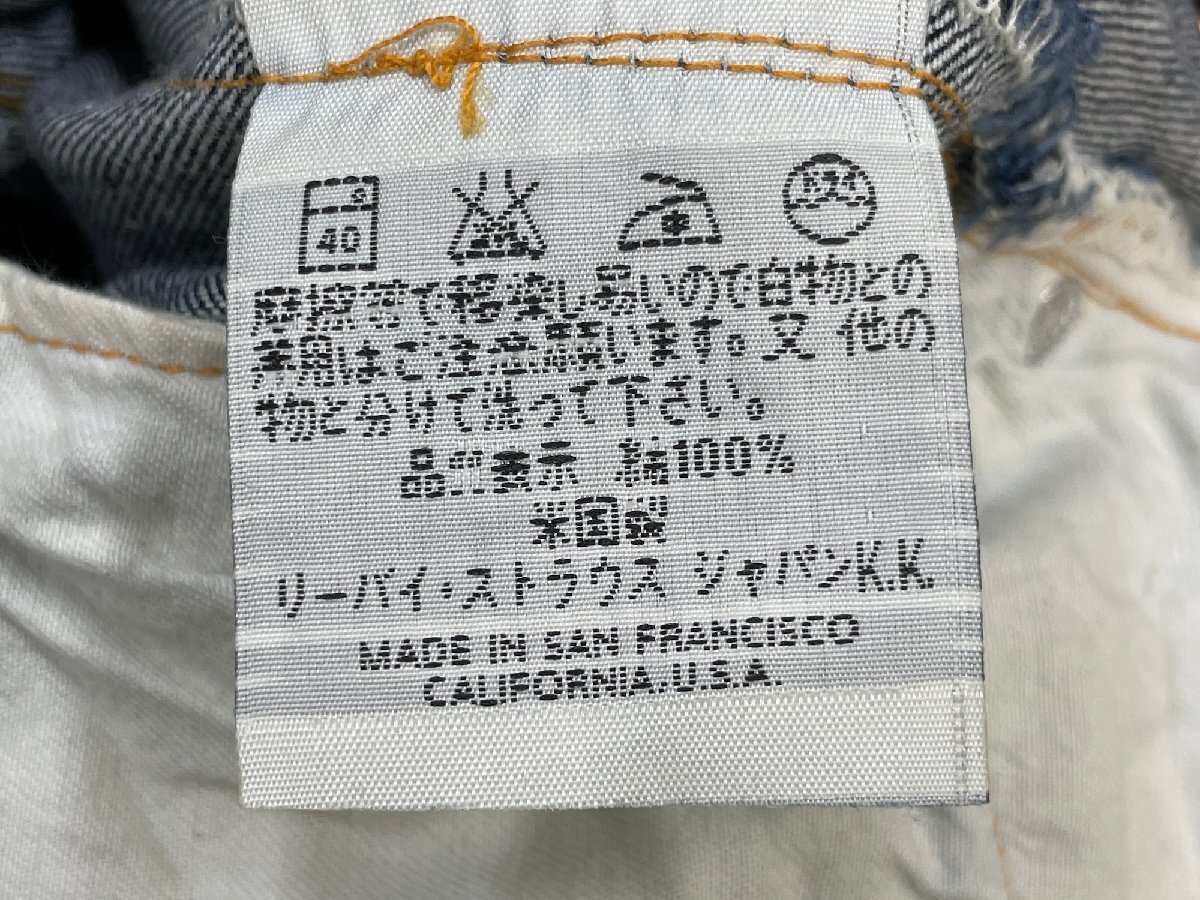 40
ドライ
摩擦等で移染し易いので白物との
着用はご注意願います。又 他の
物と分けて洗って下さい。
品質表示 綿100%
米国製
リーバイ・ストラウス ジャパンK.K.
MADE IN SAN FRANCISCO
CALIFORNIA.U.S.A.